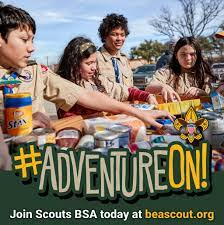 #ADVENTUREON!
Join Scouts BSA today at beascout.org